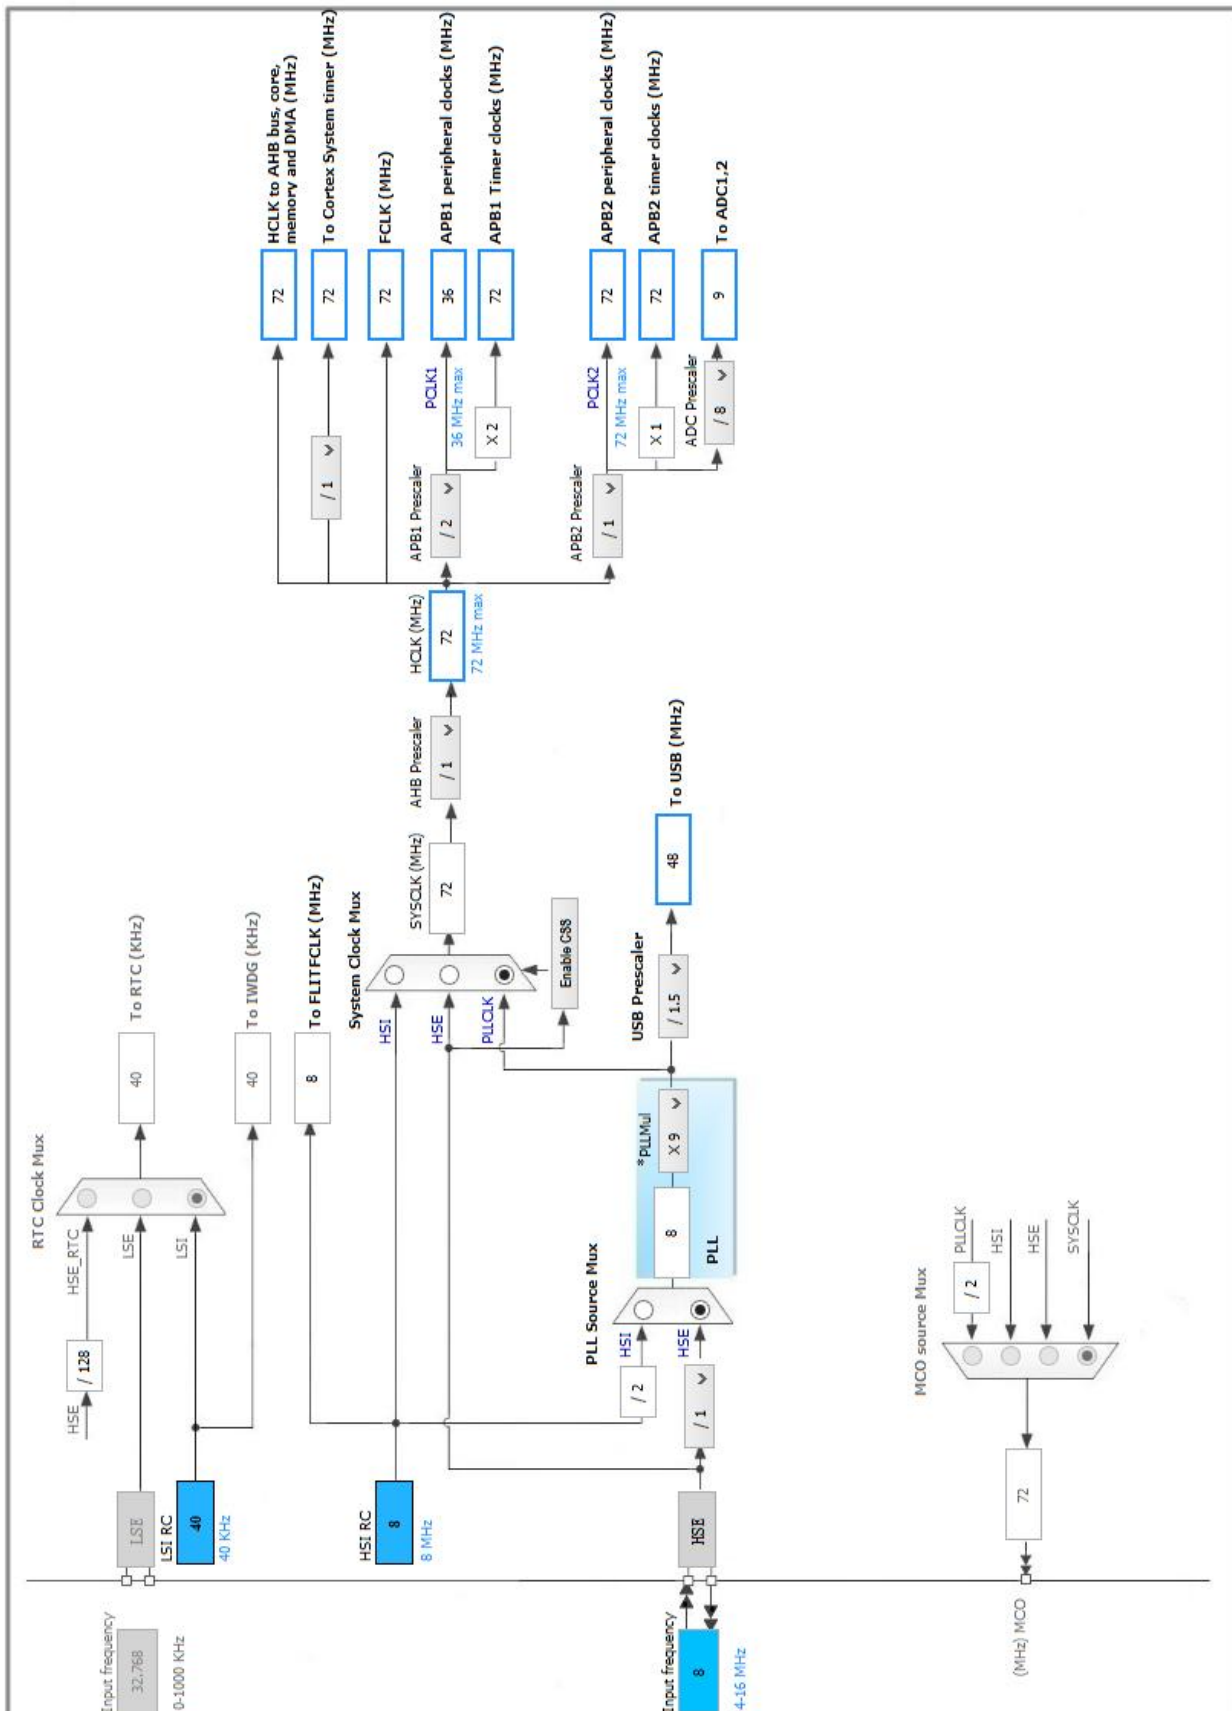 Input frequency
32.768
0-1000 KHz
LSE
LSI RC
40
40 KHz
HSE
/ 128
HSE_RTC
LSE
LSI
RTC Clock Mux
40
To RTC (KHz)
40
To IWDG (KHz)
HSI RC
8
8 MHz
8
To FLITFCLK (MHz)
System Clock Mux
HSI
HSE
PLLCLK
Enable CSS
SYSCLK (MHz)
72
AHB Prescaler
/ 1
HCLK (MHz)
72
72 MHz max
72
HCLK to AHB bus, core,
memory and DMA (MHz)
/ 1
72
To Cortex System timer (MHz)
72
FCLK (MHz)
APB1 Prescaler
/ 2
PCLK1
36 MHz max
36
APB1 peripheral clocks (MHz)
X 2
72
APB1 Timer clocks (MHz)
APB2 Prescaler
/ 1
PCLK2
72 MHz max
72
APB2 peripheral clocks (MHz)
X 1
72
APB2 timer clocks (MHz)
ADC Prescaler
/ 8
9
To ADC1,2
Input frequency
8
4-16 MHz
HSE
/ 2
/ 1
PLL Source Mux
HSI
HSE
8
*PLLMul
X 9
PLL
USB Prescaler
/ 1.5
48
To USB (MHz)
(MHz) MCO
72
MCO source Mux
/ 2
PLLCLK
HSI
HSE
SYSCLK